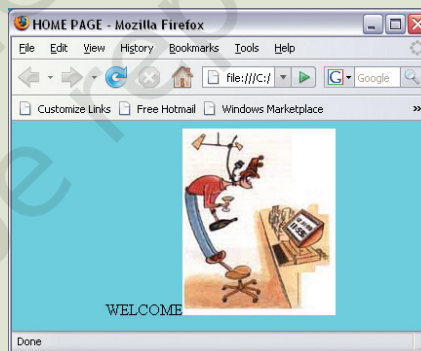 HOME PAGE - Mozilla Firefox
File Edit View History Bookmarks Tools Help
file:///C:/ G Google
Customize Links Free Hotmail Windows Marketplace »
WELCOME
Done